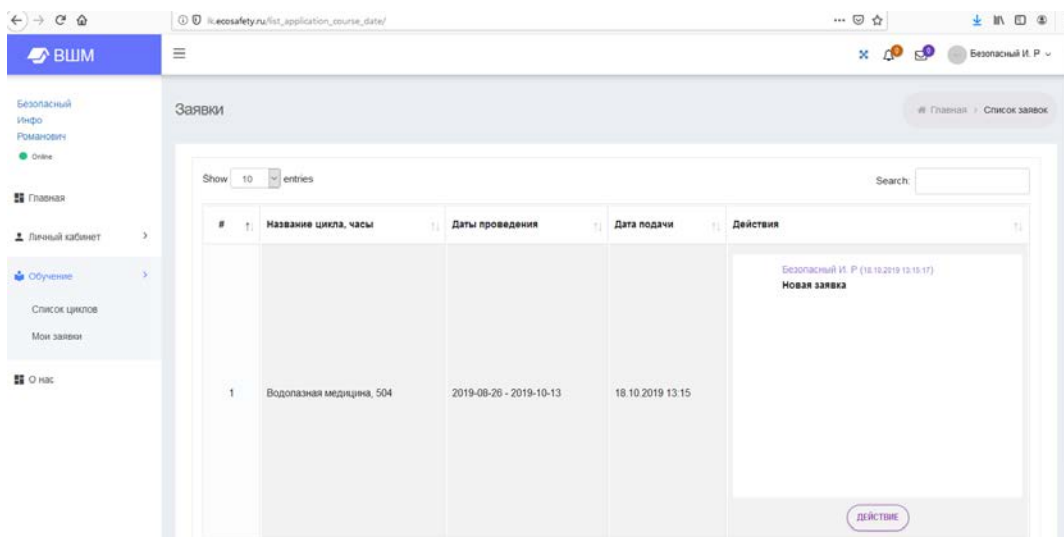 lk.ecosafety.ru/list_application_course_date/
ВШМ
Безопасный И. Р
Безопасный
Инфо
Романович
Online
Главная
Личный кабинет
Обучение
Список циклов
Мои заявки
О нас
Заявки
Главная > Список заявок
Show 10 entries
Search:
# Название цикла, часы Даты проведения Дата подачи Действия
Безопасный И. Р (18.10.2019 13:15:17)
Новая заявка
1 Водолазная медицина, 504 2019-08-26 - 2019-10-13 18.10.2019 13:15
ДЕЙСТВИЕ